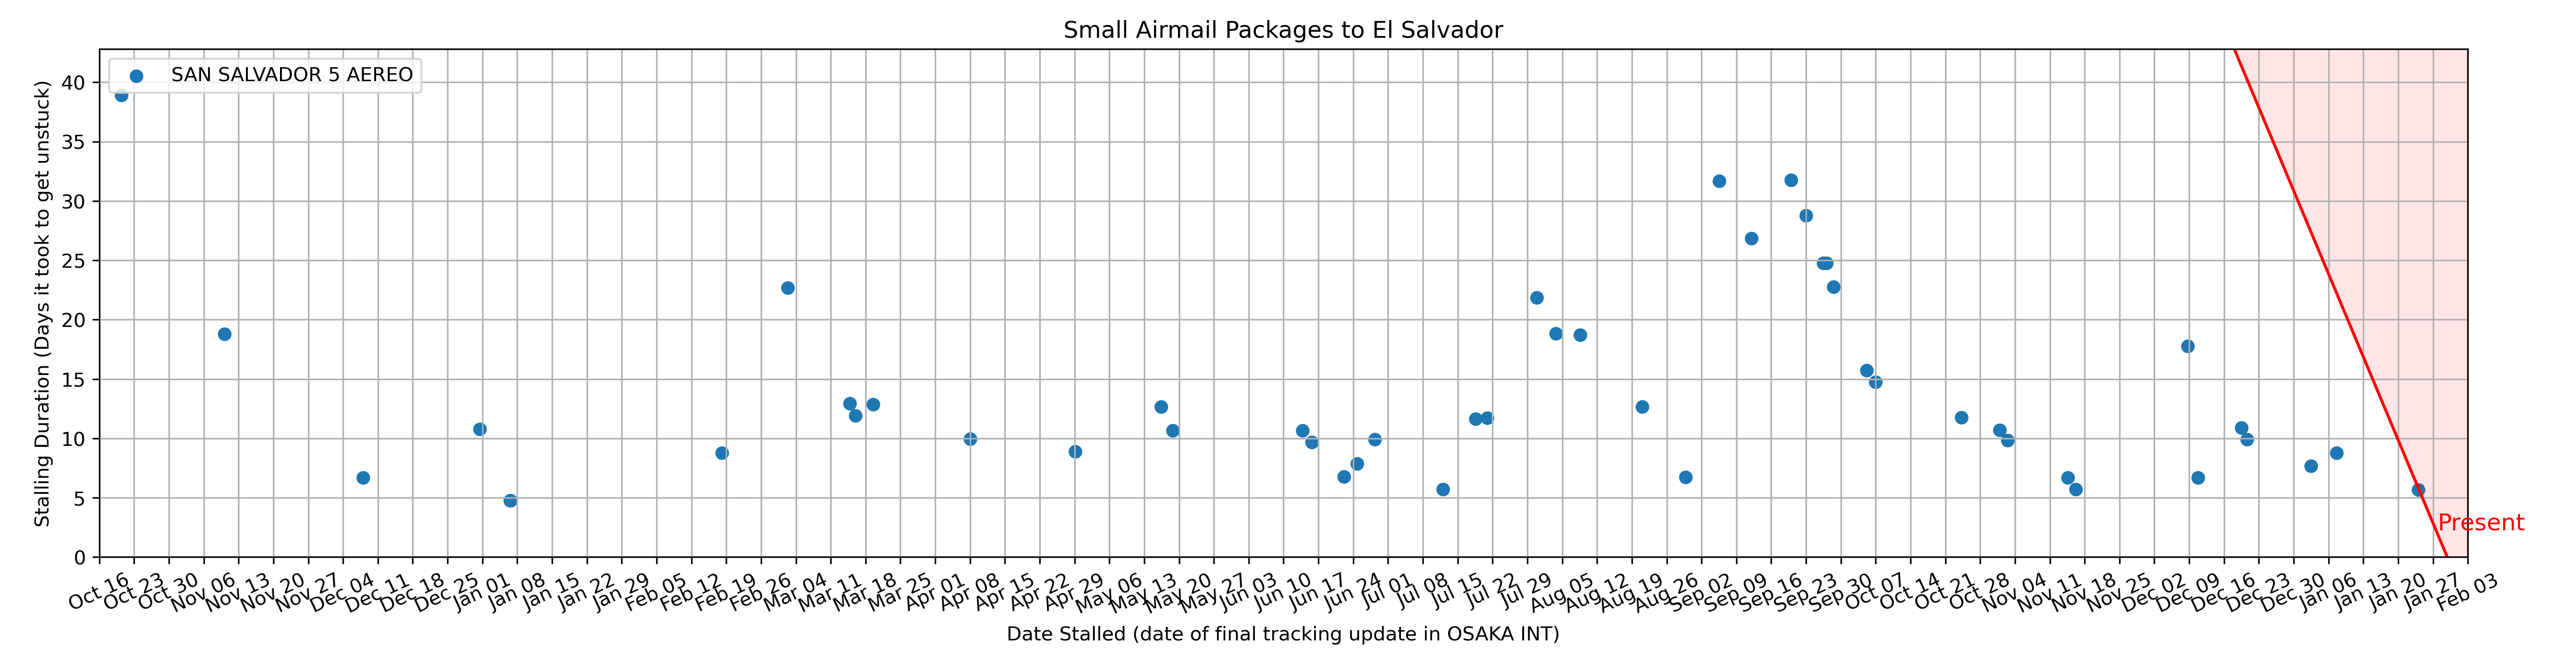 Small Airmail Packages to El Salvador
SAN SALVADOR 5 AEREO
Stalling Duration (Days it took to get unstuck)
40
35
30
25
20
15
10
5
0
Present
Oct 16
Oct 23
Oct 30
Nov 06
Nov 13
Nov 20
Nov 27
Dec 04
Dec 11
Dec 18
Dec 25
Jan 01
Jan 08
Jan 15
Jan 22
Jan 29
Feb 05
Feb 12
Feb 19
Feb 26
Mar 04
Mar 11
Mar 18
Mar 25
Apr 01
Apr 08
Apr 15
Apr 22
Apr 29
May 06
May 13
May 20
May 27
Jun 03
Jun 10
Jun 17
Jun 24
Jul 01
Jul 08
Jul 15
Jul 22
Jul 29
Aug 05
Aug 12
Aug 19
Aug 26
Sep 02
Sep 09
Sep 16
Sep 23
Sep 30
Oct 07
Oct 14
Oct 21
Oct 28
Nov 04
Nov 11
Nov 18
Nov 25
Dec 02
Dec 09
Dec 16
Dec 23
Dec 30
Jan 06
Jan 13
Jan 20
Jan 27
Feb 03
Date Stalled (date of final tracking update in OSAKA INT)